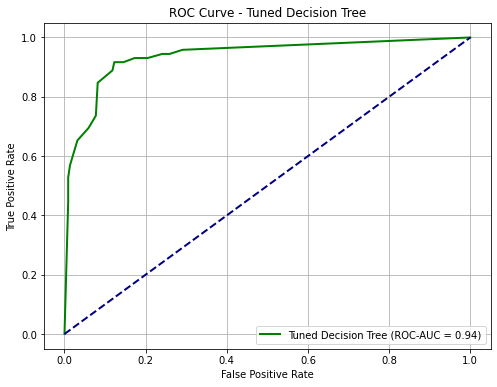 ROC Curve - Tuned Decision Tree
True Positive Rate
1.0
0.8
0.6
0.4
0.2
0.0
Tuned Decision Tree (ROC-AUC = 0.94)
0.0 0.2 0.4 0.6 0.8 1.0
False Positive Rate